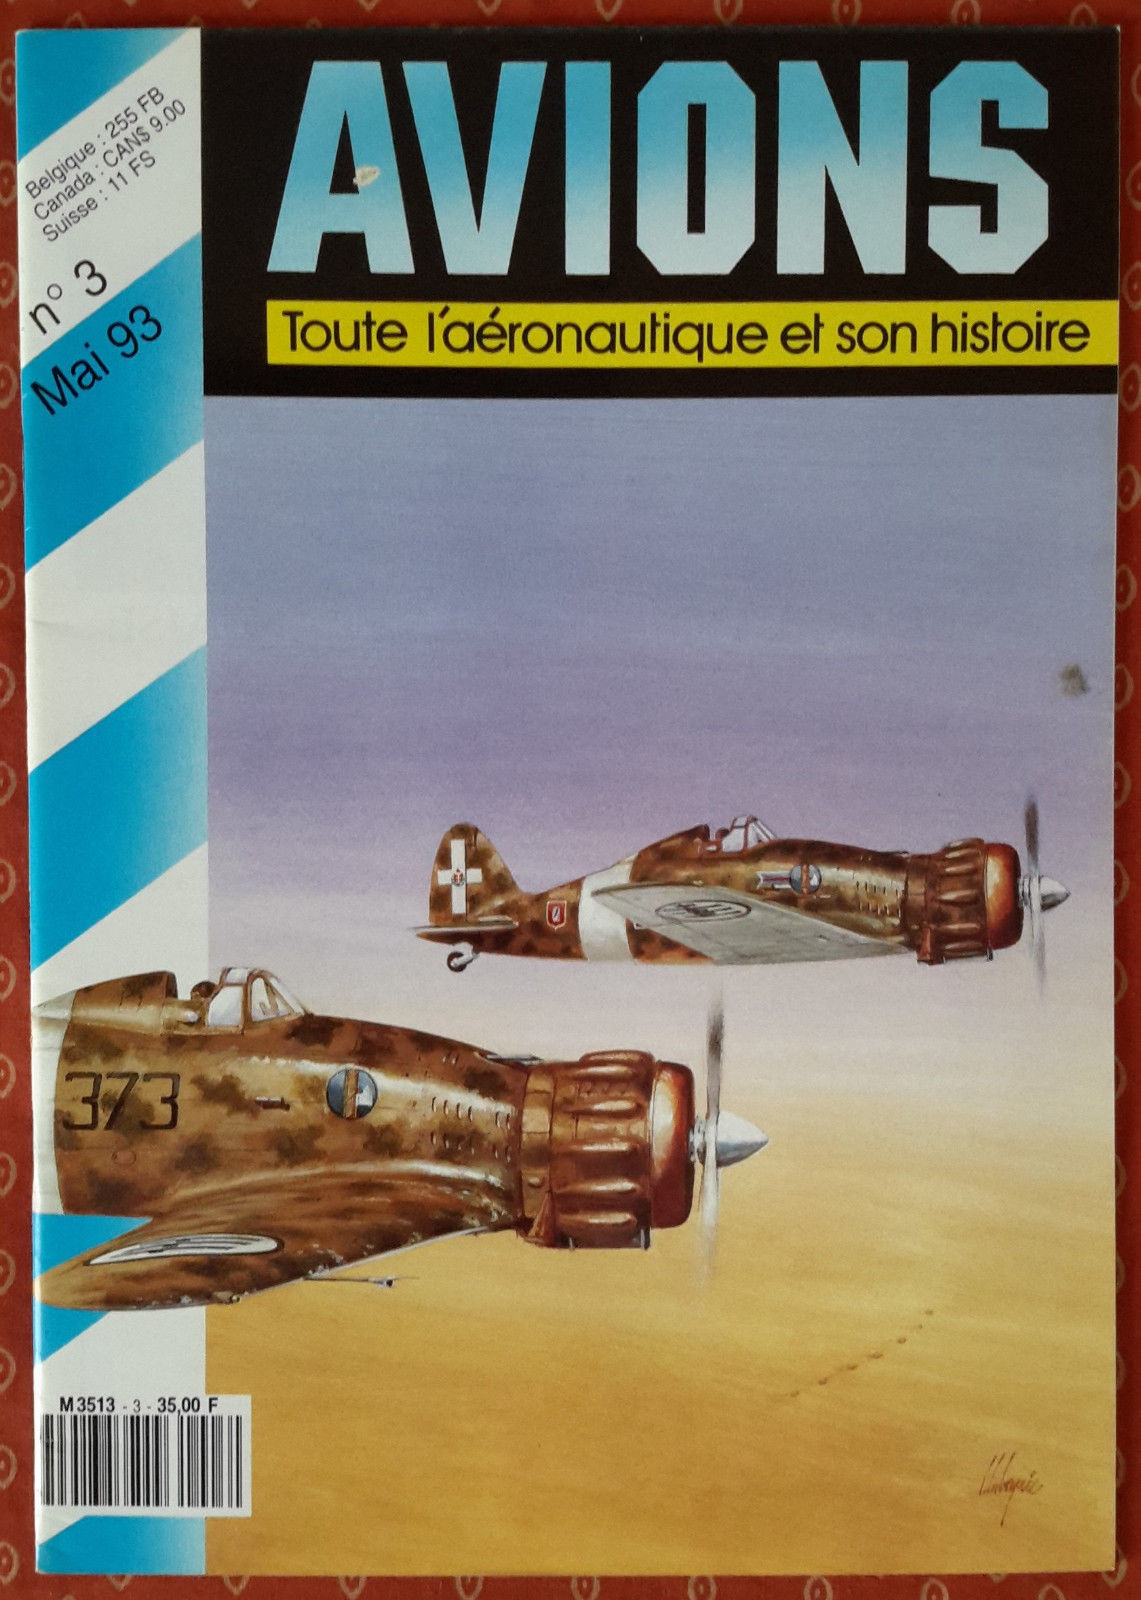 AVIONS
Toute l'aéronautique et son histoire
Belgique : 255 FB
Canada : CAN$ 9.00
Suisse : 11 FS
n° 3
Mai 93
373
M 3513 - 3 - 35,00 F